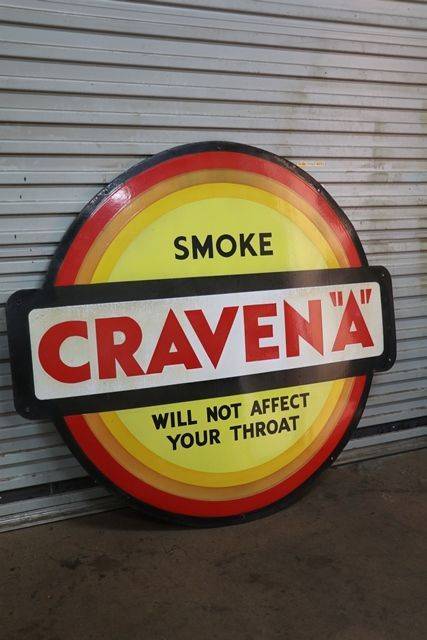 SMOKE
CRAVEN "A"
WILL NOT AFFECT
YOUR THROAT